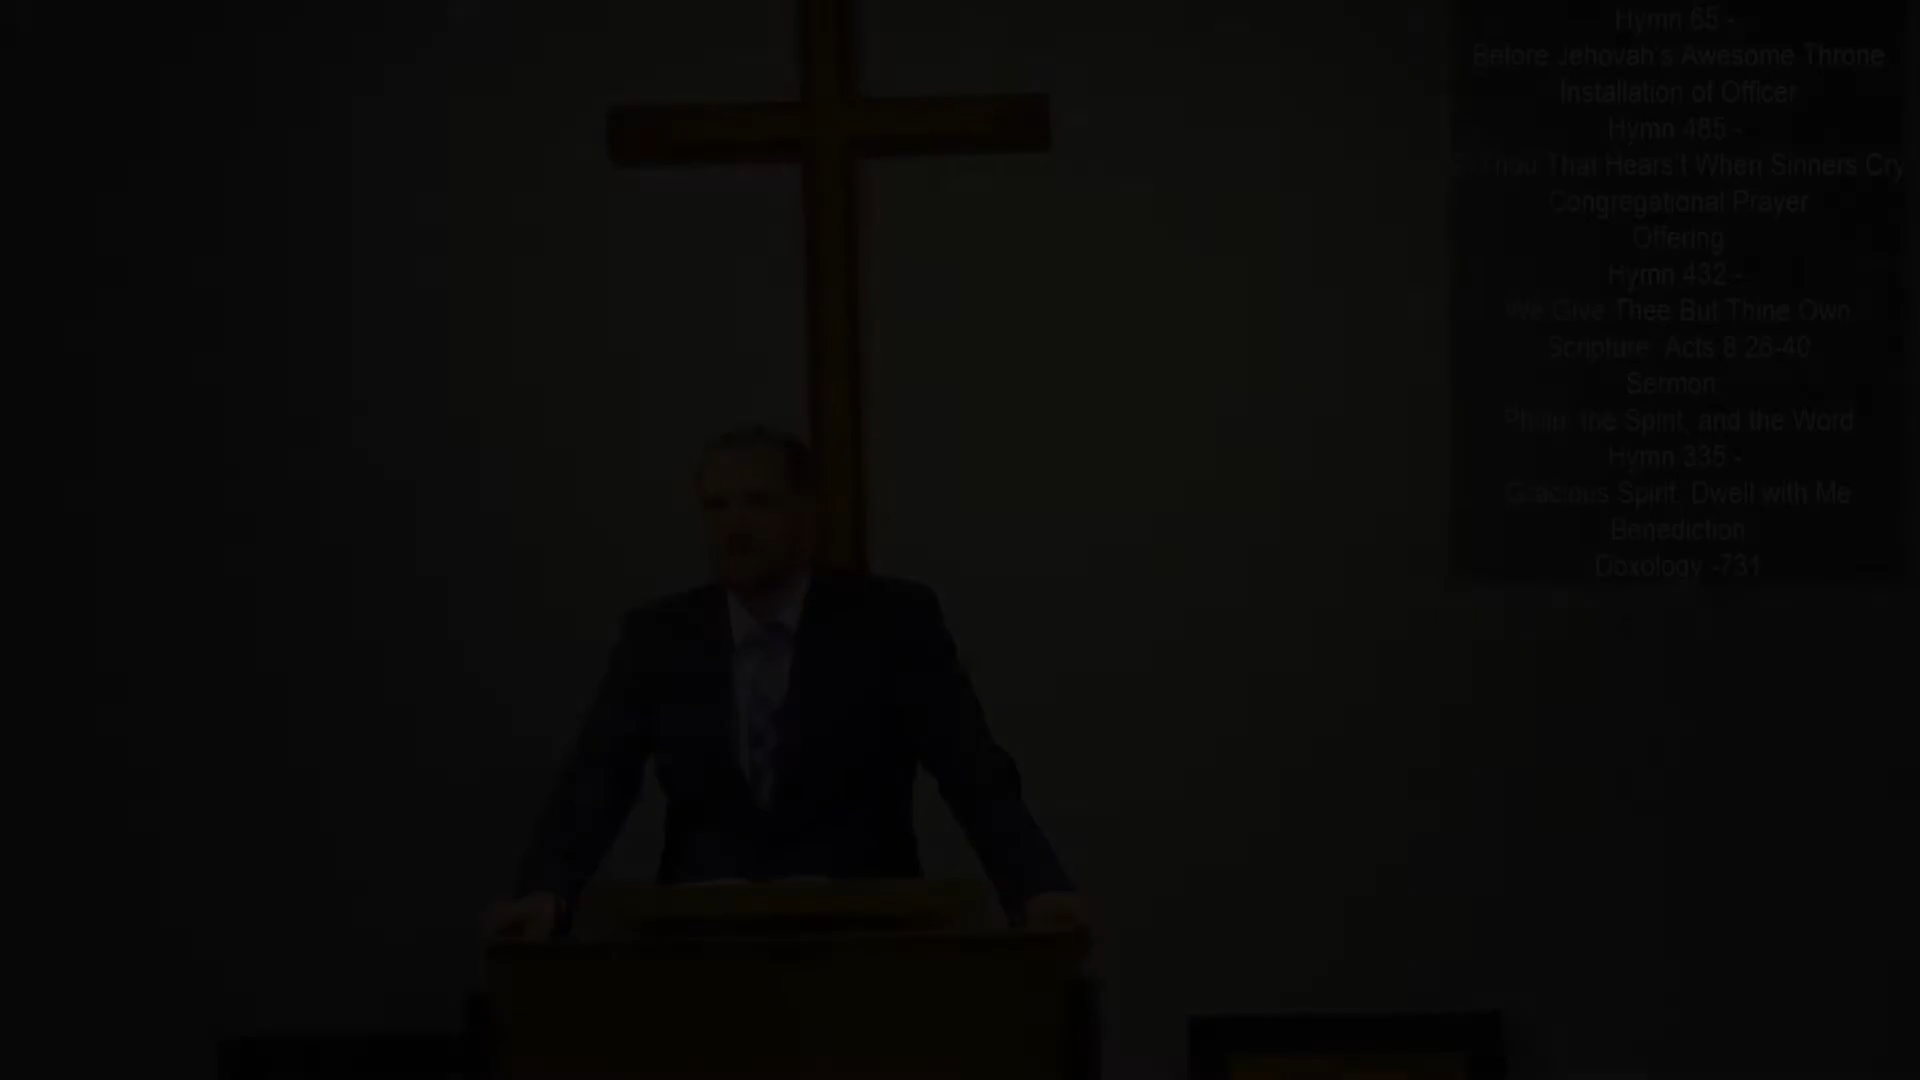 Hymn 65 -
Before Jehovah's Awesome Throne
Installation of Officer
Hymn 485 -
Thou That Hears't When Sinners Cry
Congregational Prayer
Offering
Hymn 432 -
We Give Thee But Thine Own
Scripture: Acts 8:26-40
Sermon
Philip, the Spirit, and the Word
Hymn 335 -
Gracious Spirit, Dwell with Me
Benediction
Doxology -731